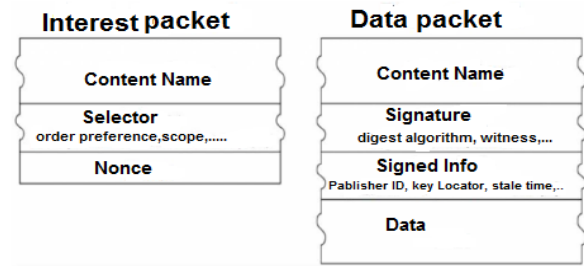 Interest packet
Content Name
Selector
order preference,scope,.....
Nonce
Data packet
Content Name
Signature
digest algorithm, witness,...
Signed Info
Pablisher ID, key Locator, stale time,..
Data